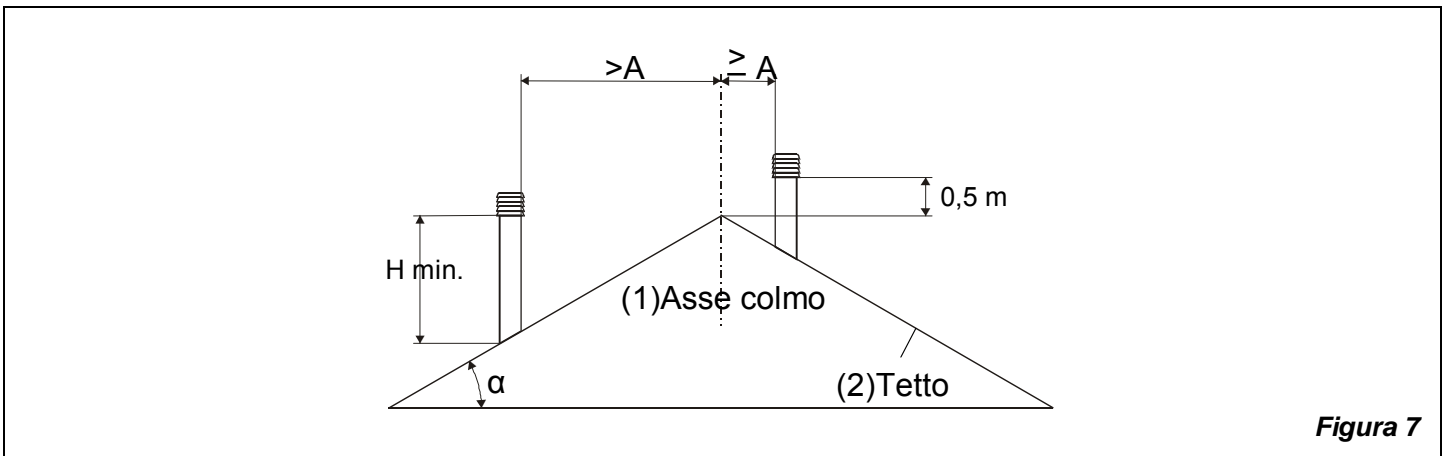 >A
≥ A
0,5 m
H min.
(1)Asse colmo
α
(2)Tetto
Figura 7